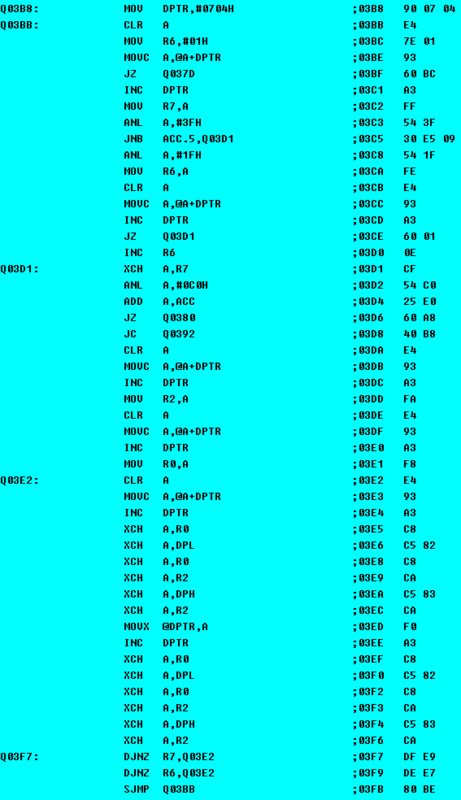 Q03B8: MOV DPTR,#0704H ;03B8 90 07 04
Q03BB: CLR A ;03BB E4
MOV R6,#01H ;03BC 7E 01
MOVC A,@A+DPTR ;03BE 93
JZ Q037D ;03BF 60 BC
INC DPTR ;03C1 A3
MOV R7,A ;03C2 FF
ANL A,#3FH ;03C3 54 3F
JNB ACC.5,Q03D1 ;03C5 30 E5 09
ANL A,#1FH ;03C8 54 1F
MOV R6,A ;03CA FE
CLR A ;03CB E4
MOVC A,@A+DPTR ;03CC 93
INC DPTR ;03CD A3
JZ Q03D1 ;03CE 60 01
INC R6 ;03D0 0E
Q03D1: XCH A,R7 ;03D1 CF
ANL A,#0C0H ;03D2 54 C0
ADD A,ACC ;03D4 25 E0
JZ Q0380 ;03D6 60 A8
JC Q0392 ;03D8 40 B8
CLR A ;03DA E4
MOVC A,@A+DPTR ;03DB 93
INC DPTR ;03DC A3
MOV R2,A ;03DD FA
CLR A ;03DE E4
MOVC A,@A+DPTR ;03DF 93
INC DPTR ;03E0 A3
MOV R0,A ;03E1 F8
Q03E2: CLR A ;03E2 E4
MOVC A,@A+DPTR ;03E3 93
INC DPTR ;03E4 A3
XCH A,R0 ;03E5 C8
XCH A,DPL ;03E6 C5 82
XCH A,R0 ;03E8 C8
XCH A,R2 ;03E9 CA
XCH A,DPH ;03EA C5 83
XCH A,R2 ;03EC CA
MOVX @DPTR,A ;03ED F0
INC DPTR ;03EE A3
XCH A,R0 ;03EF C8
XCH A,DPL ;03F0 C5 82
XCH A,R0 ;03F2 C8
XCH A,R2 ;03F3 CA
XCH A,DPH ;03F4 C5 83
XCH A,R2 ;03F6 CA
Q03F7: DJNZ R7,Q03E2 ;03F7 DF E9
DJNZ R6,Q03E2 ;03F9 DE E7
SJMP Q03BB ;03FB 80 BE